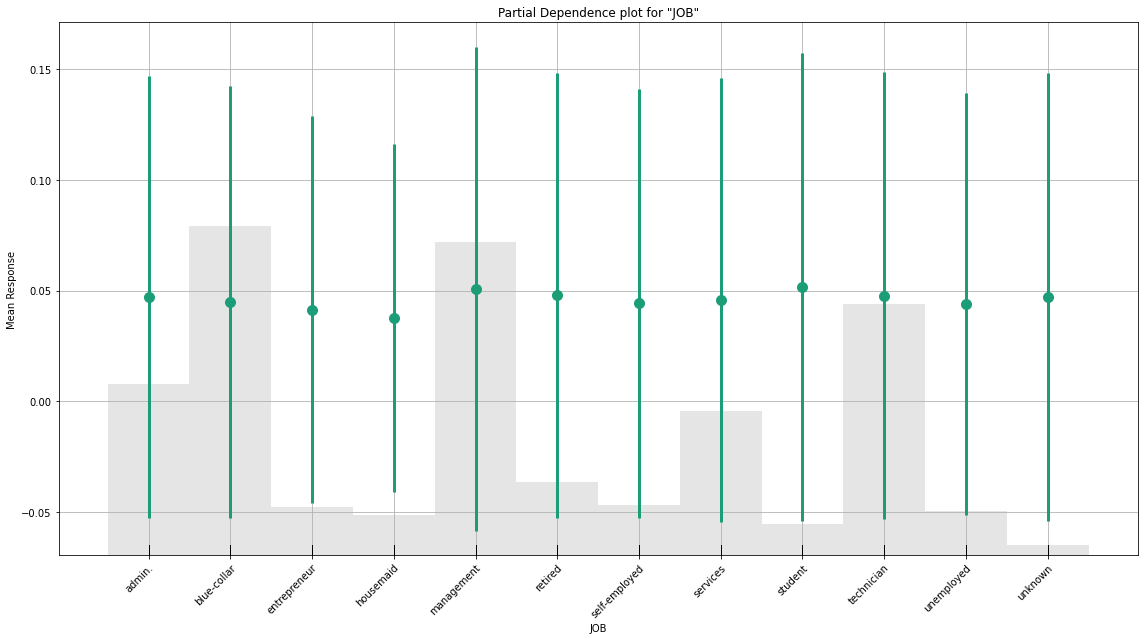 Partial Dependence plot for "JOB"
Mean Response
0.15
0.10
0.05
0.00
−0.05
admin.
blue-collar
entrepreneur
housemaid
management
retired
self-employed
services
student
technician
unemployed
unknown
JOB